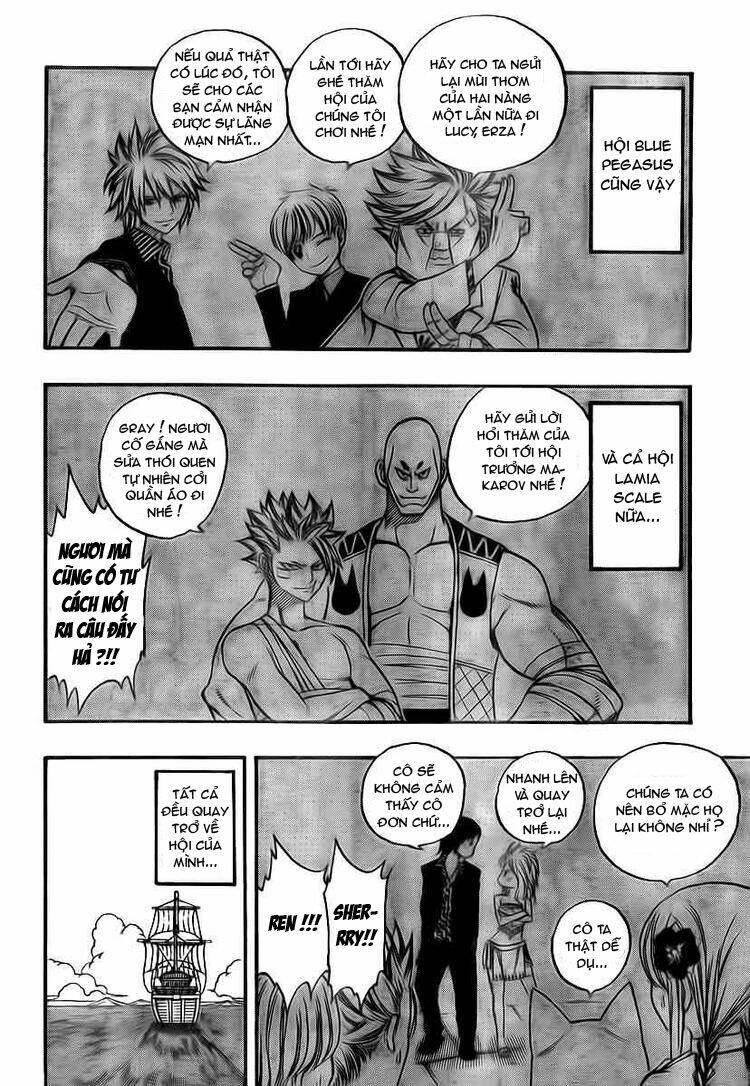 HỘI BLUE
PEGASUS
CŨNG VẬY
HÃY CHO TA NGỬI
LẠI MÙI THƠM
CỦA HAI NÀNG
MỘT LẦN NỮA ĐI
LUCY, ERZA !
LẦN TỚI HÃY
GHÉ THĂM
HỘI CỦA
CHÚNG TÔI
CHƠI NHÉ !
NẾU QUẢ THẬT
CÓ LÚC ĐÓ, TÔI
SẼ CHO CÁC
BẠN CẢM NHẬN
ĐƯỢC SỰ LÃNG
MẠN NHẤT...
VÀ CẢ HỘI
LAMIA
SCALE
NỮA...
HÃY GỬI LỜI
HỎI THĂM CỦA
TÔI TỚI HỘI
TRƯỞNG MA-
KAROV NHÉ !
GRAY ! NGƯƠI
CỐ GẮNG MÀ
SỬA THÓI QUEN
TỰ NHIÊN CỞI
QUẦN ÁO ĐI
NHÉ !
NGƯƠI MÀ
CŨNG CÓ TƯ
CÁCH NÓI
RA CÂU ĐẤY
HẢ ?!!
CHÚNG TA CÓ
NÊN BỎ MẶC HỌ
LẠI KHÔNG NHỈ ?
NHANH LÊN
VÀ QUAY
TRỞ LẠI
NHÉ...
CÔ SẼ
KHÔNG CẢM
THẤY CÔ
ĐƠN CHỨ...
CÔ TA
THẬT DỄ
DỤ...
SHER-
RRY!!
REN !!!
TẤT CẢ
ĐỀU QUAY
TRỞ VỀ
HỘI CỦA
MÌNH...